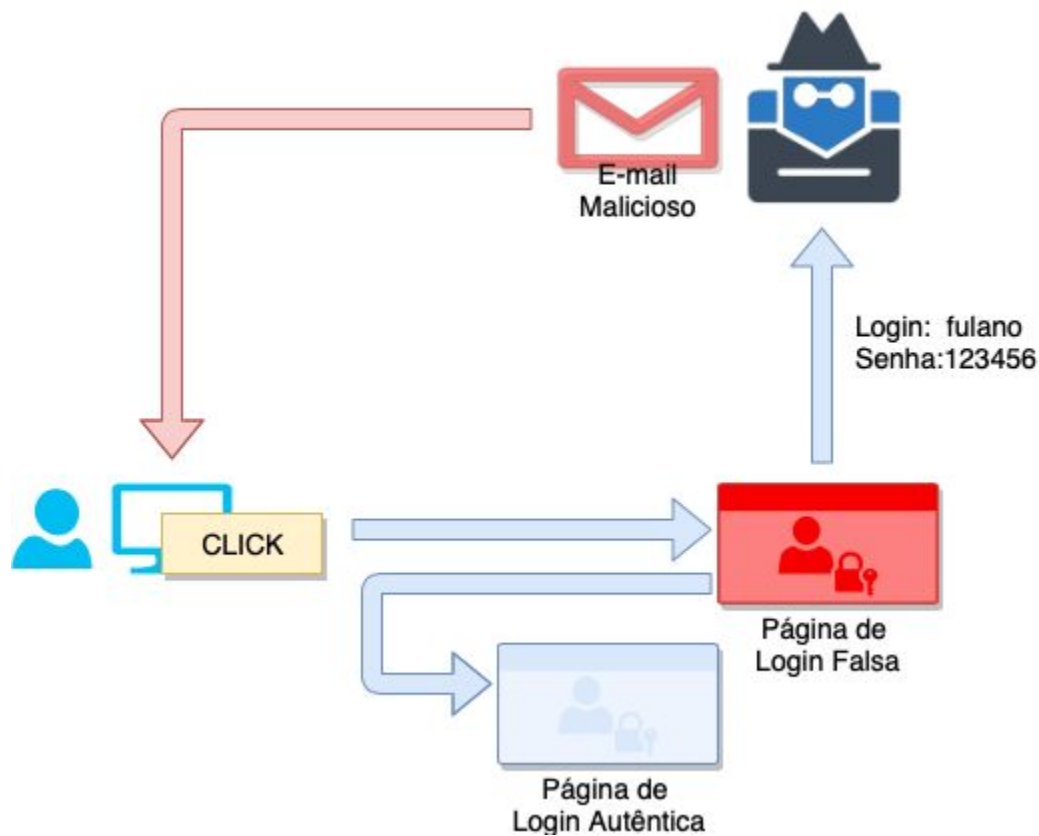 E-mail
Malicioso
Login: fulano
Senha:123456
CLICK
Página de
Login Falsa
Página de
Login Autêntica